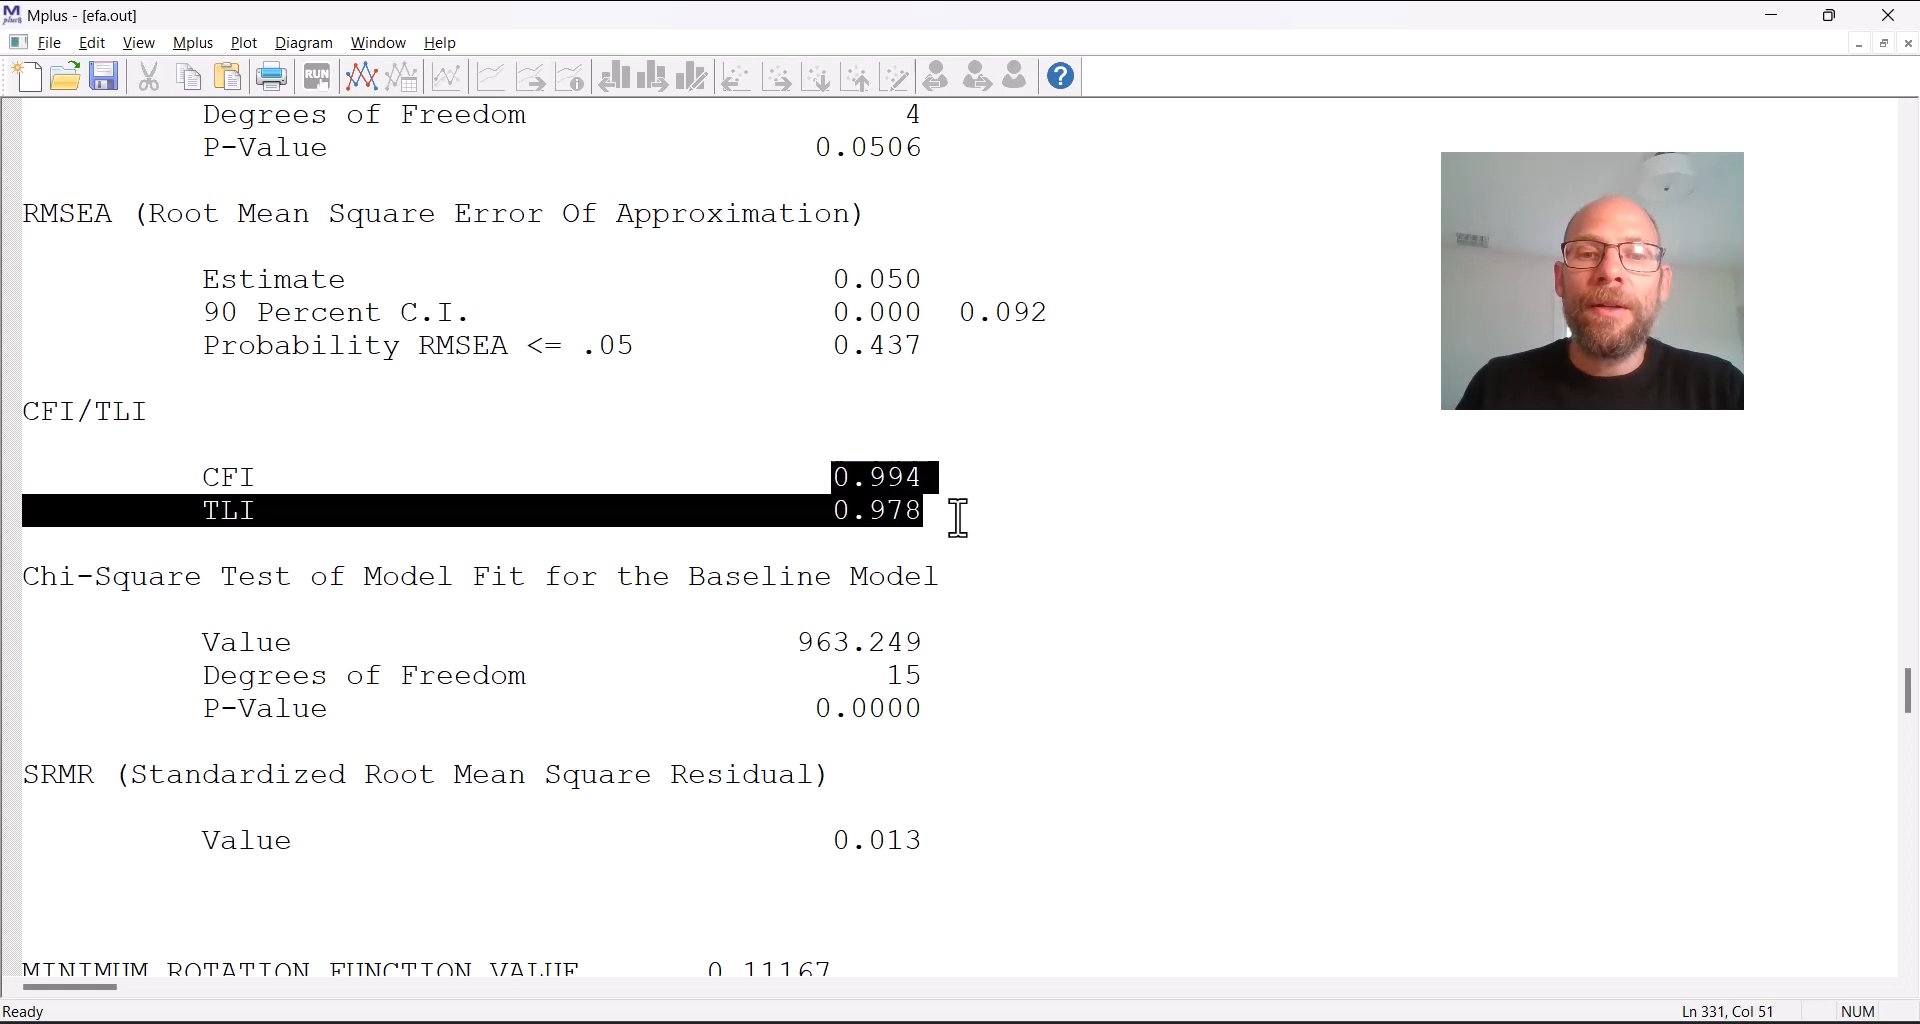 Mplus - [efa.out]
File Edit View Mplus Plot Diagram Window Help
RUN
Degrees of Freedom 4
P-Value 0.0506
RMSEA (Root Mean Square Error Of Approximation)
Estimate 0.050
90 Percent C.I. 0.000 0.092
Probability RMSEA <= .05 0.437
CFI/TLI
CFI 0.994
TLI 0.978
Chi-Square Test of Model Fit for the Baseline Model
Value 963.249
Degrees of Freedom 15
P-Value 0.0000
SRMR (Standardized Root Mean Square Residual)
Value 0.013
MINIMUM ROTATION FUNCTION VALUE 0.11167
Ready Ln 331, Col 51 NUM